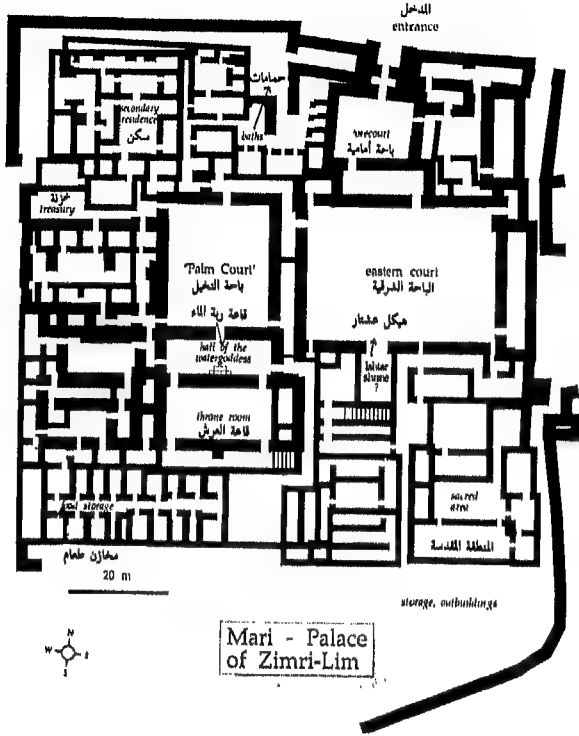 المدخل
entrance
حمامات
baths
secondary
residence
سكن
forecourt
باحة أمامية
خزنة
treasury
'Palm Court'
باحة النخيل
قاعة ربة الماء
hall of the
watergoddess
eastern court
الباحة الشرقية
هيكل عشتار
Ishtar
shrine
?
throne room
قاعة العرش
food storage
sacred
area
المنطقة المقدسة
مخازن طعام
20 m
storage, outbuildings
N
W
E
S
Mari - Palace
of Zimri-Lim